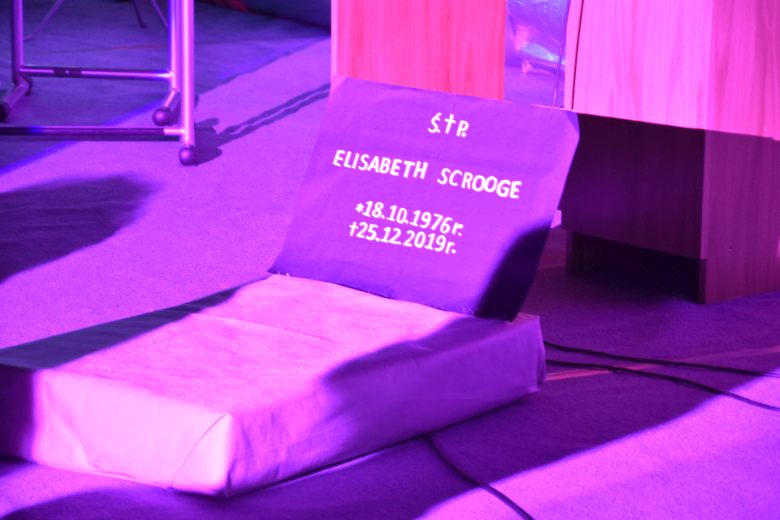 Ś.†P.
ELISABETH SCROOGE
*18.10.1976r.
†25.12.2019r.